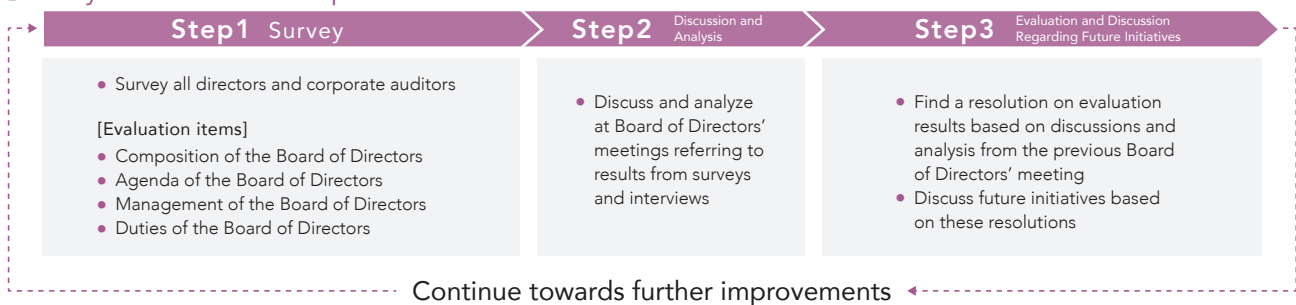 Step1 Survey
Step2 Discussion and
Analysis
Step3 Evaluation and Discussion
Regarding Future Initiatives
• Survey all directors and corporate auditors
[Evaluation items]
• Composition of the Board of Directors
• Agenda of the Board of Directors
• Management of the Board of Directors
• Duties of the Board of Directors
• Discuss and analyze
at Board of Directors’
meetings referring to
results from surveys
and interviews
• Find a resolution on evaluation
results based on discussions and
analysis from the previous Board
of Directors’ meeting
• Discuss future initiatives based
on these resolutions
Continue towards further improvements